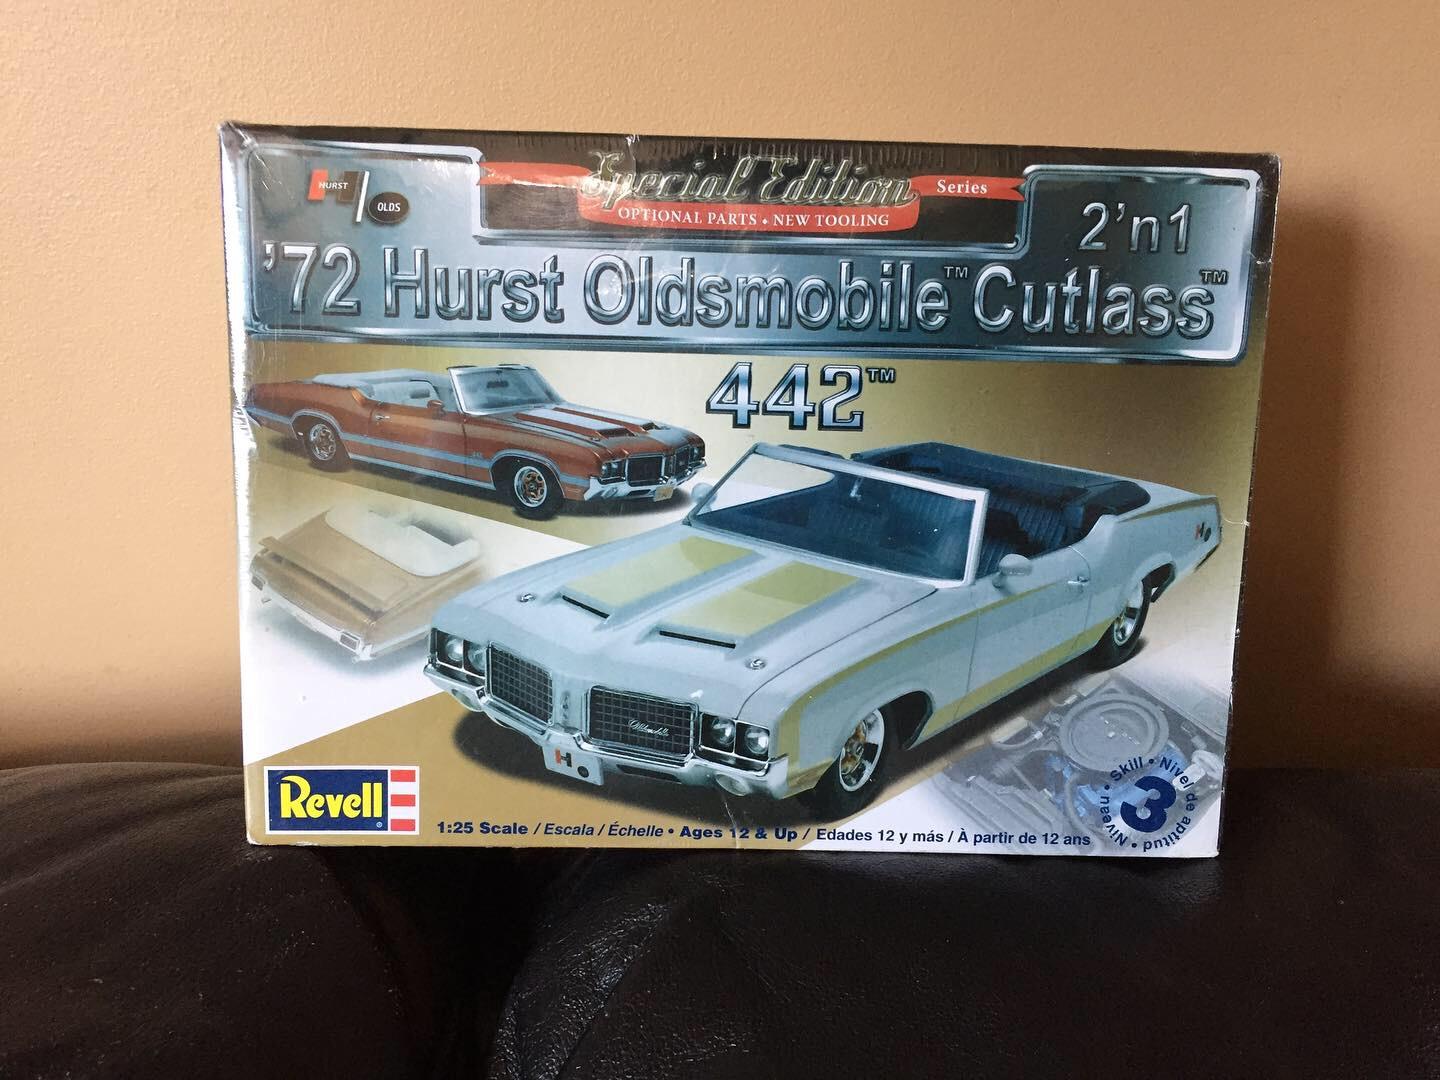 Special Edition Series
OPTIONAL PARTS • NEW TOOLING
HURST
OLDS
2'n1
'72 Hurst Oldsmobile™ Cutlass™
442™
442
Oldsmobile
H
H
Revell®
1:25 Scale / Escala / Échelle • Ages 12 & Up / Edades 12 y más / À partir de 12 ans
Skill • Nivel de aptitud • Niveau •
3